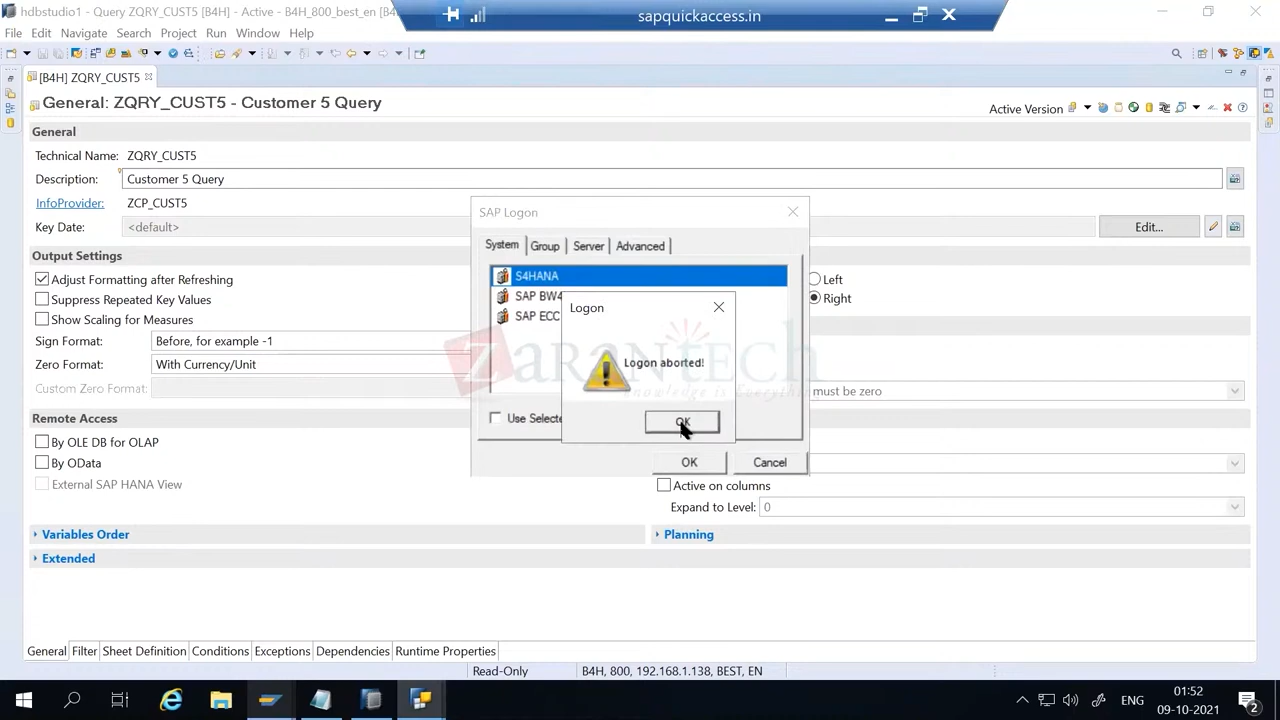 hdbstudio1 - Query ZQRY_CUST5 [B4H] - Active - B4H_800_best_en [B4H
sapquickaccess.in
File Edit Navigate Search Project Run Window Help
[B4H] ZQRY_CUST5
General: ZQRY_CUST5 - Customer 5 Query
Active Version
General
Technical Name: ZQRY_CUST5
Description: Customer 5 Query
InfoProvider: ZCP_CUST5
Key Date: <default>
Edit...
Output Settings
Adjust Formatting after Refreshing
Suppress Repeated Key Values
Show Scaling for Measures
Sign Format: Before, for example -1
Zero Format: With Currency/Unit
Custom Zero Format:
Remote Access
By OLE DB for OLAP
By OData
External SAP HANA View
Variables Order
Extended
SAP Logon
System Group Server Advanced
S4HANA
SAP BW4
SAP ECC
Use Selecte
OK Cancel
Logon
Logon aborted!
OK
zarantech
knowledge is Everything
Left
Right
must be zero
Active on columns
Expand to Level: 0
Planning
General Filter Sheet Definition Conditions Exceptions Dependencies Runtime Properties
Read-Only B4H, 800, 192.168.1.138, BEST, EN
ENG
01:52
09-10-2021
2